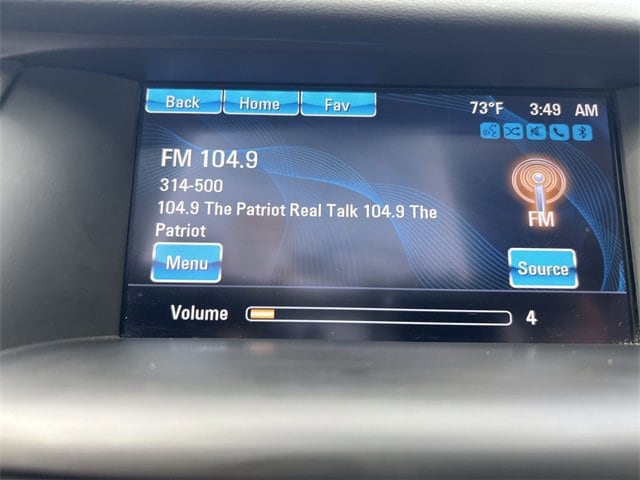 Back Home Fav 73°F 3:49 AM
FM 104.9
314-500
104.9 The Patriot Real Talk 104.9 The
Patriot
FM
Menu Source
Volume 4